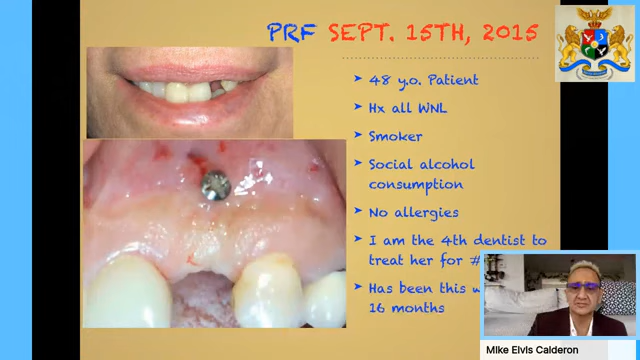 PRF SEPT. 15TH, 2015
48 y.o. Patient
Hx all WNL
Smoker
Social alcohol
consumption
No allergies
I am the 4th dentist to
treat her for #
Has been this
16 months
Mike Elvis Calderon